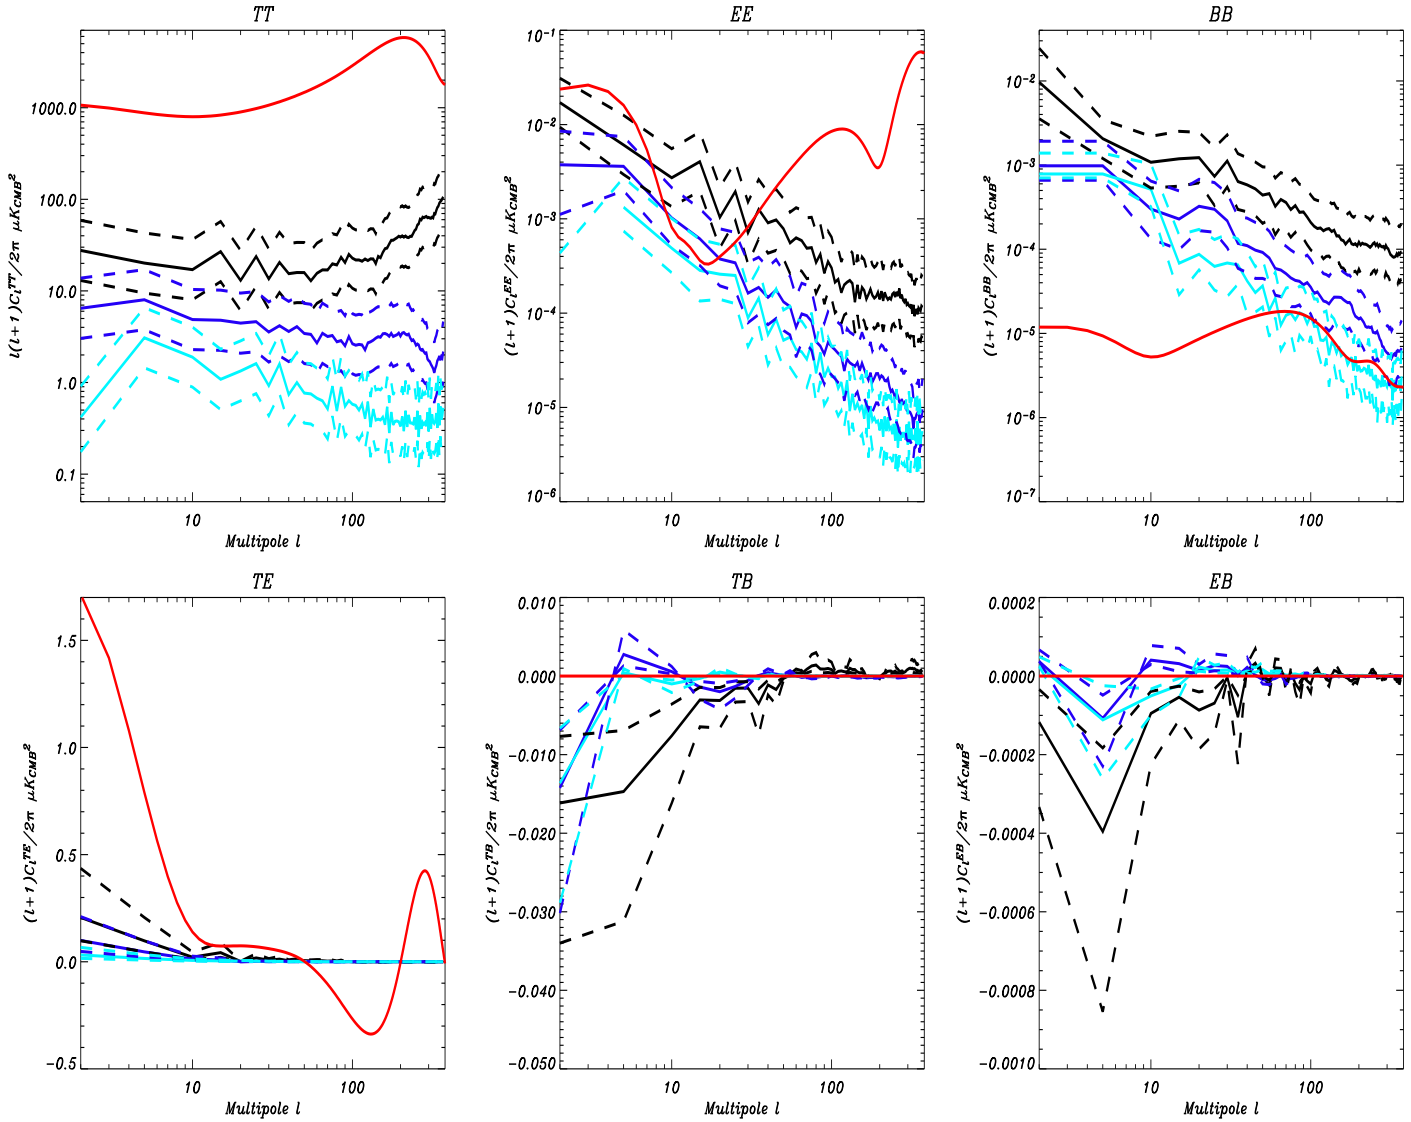 TT
1000.0
100.0
10.0
1.0
0.1
l(l+1)C_l^TT/2π μK_CMB^2
10 100
Multipole l
EE
10^-1
10^-2
10^-3
10^-4
10^-5
10^-6
(l+1)C_l^EE/2π μK_CMB^2
10 100
Multipole l
BB
10^-2
10^-3
10^-4
10^-5
10^-6
10^-7
(l+1)C_l^BB/2π μK_CMB^2
10 100
Multipole l
TE
1.5
1.0
0.5
0.0
-0.5
(l+1)C_l^TE/2π μK_CMB^2
10 100
Multipole l
TB
0.010
0.000
-0.010
-0.020
-0.030
-0.040
-0.050
(l+1)C_l^TB/2π μK_CMB^2
10 100
Multipole l
EB
0.0002
0.0000
-0.0002
-0.0004
-0.0006
-0.0008
-0.0010
(l+1)C_l^EB/2π μK_CMB^2
10 100
Multipole l